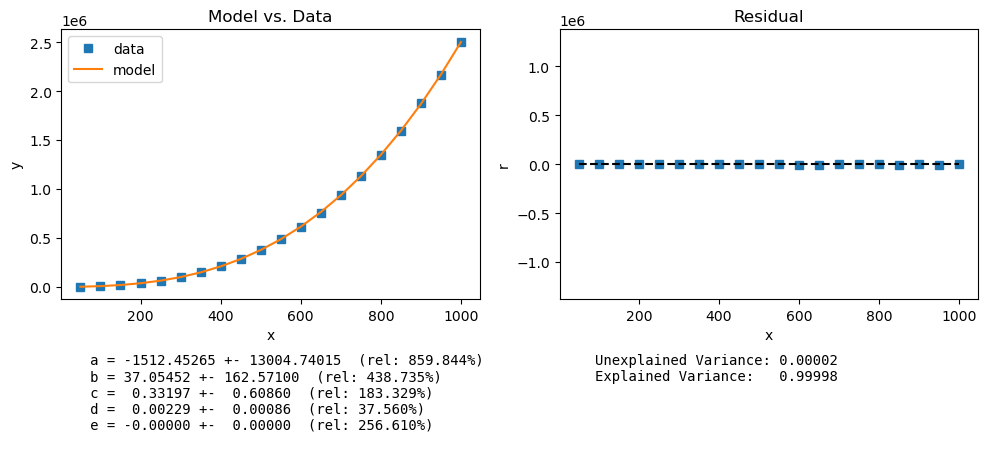 Model vs. Data
1e6
data
model
2.5
2.0
1.5
1.0
0.5
0.0
y
200
400
600
800
1000
x
a = -1512.45265 +- 13004.74015  (rel: 859.844%)
b = 37.05452 +- 162.57100  (rel: 438.735%)
c =  0.33197 +-  0.60860  (rel: 183.329%)
d =  0.00229 +-  0.00086  (rel: 37.560%)
e = -0.00000 +-  0.00000  (rel: 256.610%)
Residual
1e6
1.0
0.5
0.0
−0.5
−1.0
r
200
400
600
800
1000
x
Unexplained Variance: 0.00002
Explained Variance:   0.99998